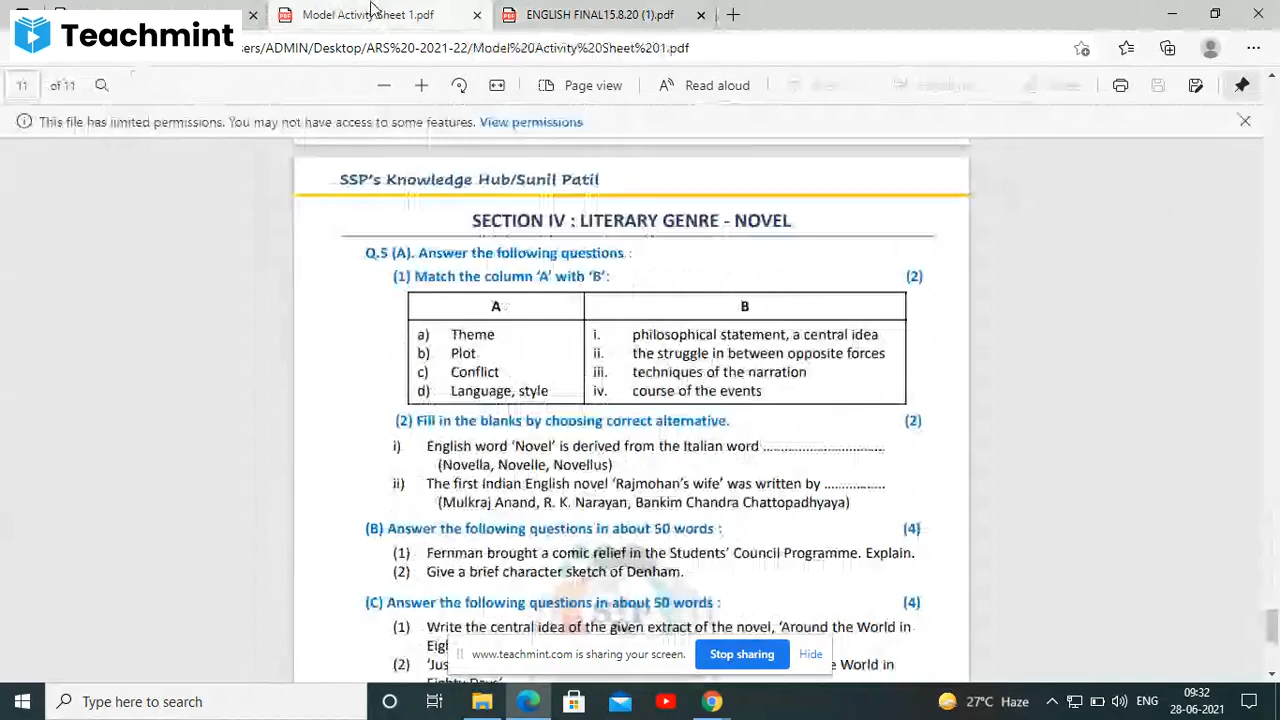 Teachmint
Model Activity Sheet 1.pdf
ENGLISH FINAL15.8.20 (1).pdf
ers/ADMIN/Desktop/ARS%20-2021-22/Model%20Activity%20Sheet%201.pdf
11 of 11
Page view
Read aloud
This file has limited permissions. You may not have access to some features. View permissions
SSP's Knowledge Hub/Sunil Patil
SECTION IV : LITERARY GENRE - NOVEL
Q.5 (A). Answer the following questions :
(1) Match the column 'A' with 'B': (2)
A B
a) Theme i. philosophical statement, a central idea
b) Plot ii. the struggle in between opposite forces
c) Conflict iii. techniques of the narration
d) Language, style iv. course of the events
(2) Fill in the blanks by choosing correct alternative. (2)
i) English word 'Novel' is derived from the Italian word ................................
(Novella, Novelle, Novellus)
ii) The first Indian English novel 'Rajmohan's wife' was written by ................
(Mulkraj Anand, R. K. Narayan, Bankim Chandra Chattopadhyaya)
(B) Answer the following questions in about 50 words : (4)
(1) Fernman brought a comic relief in the Students' Council Programme. Explain.
(2) Give a brief character sketch of Denham.
(C) Answer the following questions in about 50 words : (4)
(1) Write the central idea of the given extract of the novel, 'Around the World in
Eig
www.teachmint.com is sharing your screen. Stop sharing Hide
(2) 'Jus e World in
Eighty Days'
Type here to search
27°C Haze
ENG
09:32
28-06-2021